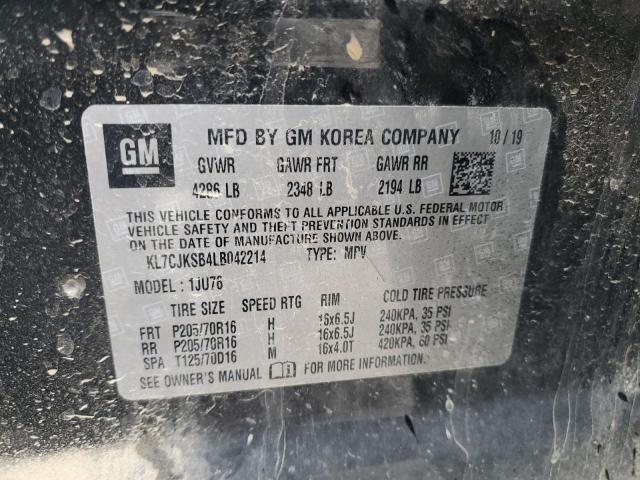 GM MFD BY GM KOREA COMPANY 10/19
GVWR GAWR FRT GAWR RR
4286 LB 2348 LB 2194 LB
THIS VEHICLE CONFORMS TO ALL APPLICABLE U.S. FEDERAL MOTOR
VEHICLE SAFETY AND THEFT PREVENTION STANDARDS IN EFFECT
ON THE DATE OF MANUFACTURE SHOWN ABOVE.
KL7CJKSB4LB042214 TYPE: MPV
MODEL: 1JU76
TIRE SIZE SPEED RTG RIM COLD TIRE PRESSURE
FRT P205/70R16 H 16x6.5J 240KPA, 35 PSI
RR P205/70R16 H 16x6.5J 240KPA, 35 PSI
SPA T125/70D16 M 16x4.0T 420KPA, 60 PSI
SEE OWNER'S MANUAL FOR MORE INFORMATION.